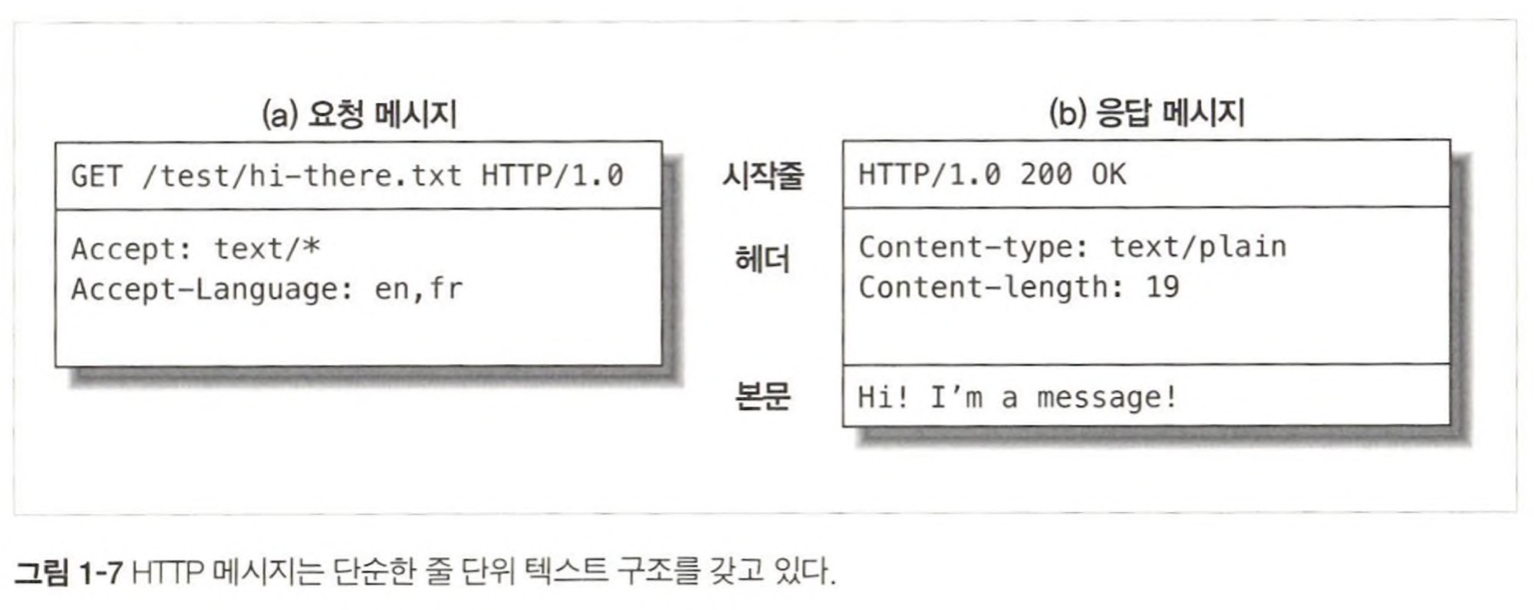 (a) 요청 메시지
GET /test/hi-there.txt HTTP/1.0
Accept: text/*
Accept-Language: en,fr
시작줄
헤더
본문
(b) 응답 메시지
HTTP/1.0 200 OK
Content-type: text/plain
Content-length: 19
Hi! I’m a message!
그림 1-7 HTTP 메시지는 단순한 줄 단위 텍스트 구조를 갖고 있다.